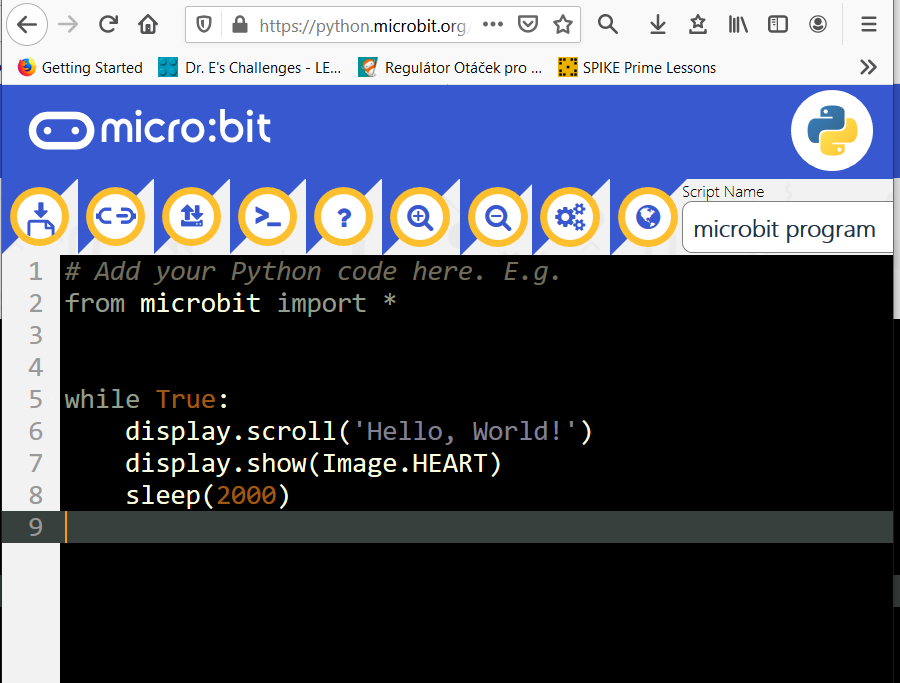 https://python.microbit.org/
Getting Started
Dr. E's Challenges - LE...
Regulátor Otáček pro ...
SPIKE Prime Lessons
micro:bit
Script Name
microbit program
1 # Add your Python code here. E.g.
2 from microbit import *
3
4
5 while True:
6     display.scroll('Hello, World!')
7     display.show(Image.HEART)
8     sleep(2000)
9